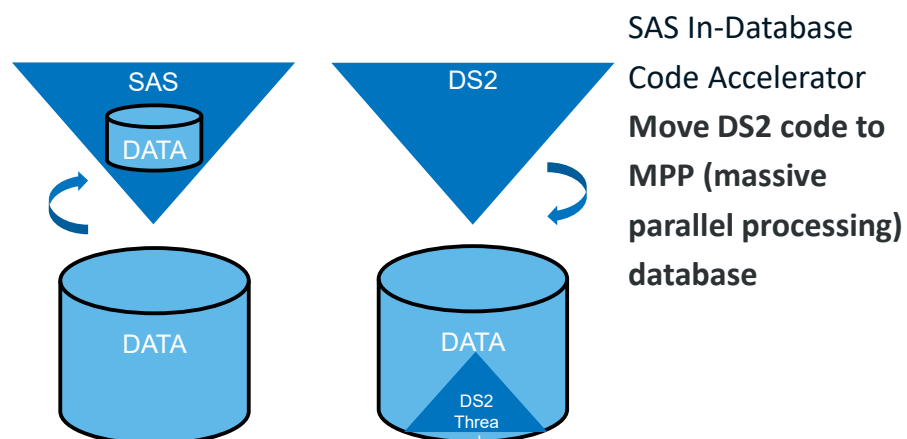 SAS
DATA
DATA
DS2
DATA
DS2
Threa
SAS In-Database
Code Accelerator
Move DS2 code to
MPP (massive
parallel processing)
database